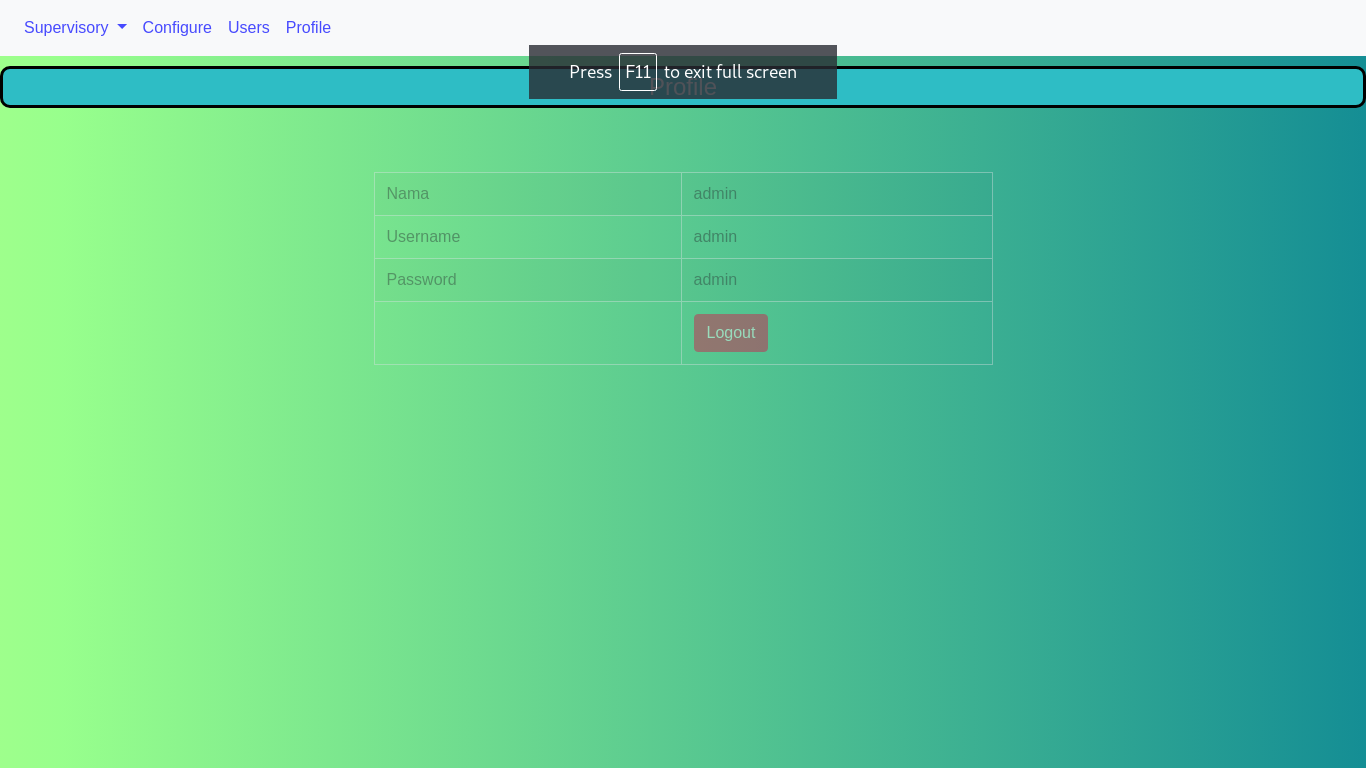 Supervisory Configure Users Profile
Press F11 to exit full screen
Profile
Nama admin
Username admin
Password admin
Logout